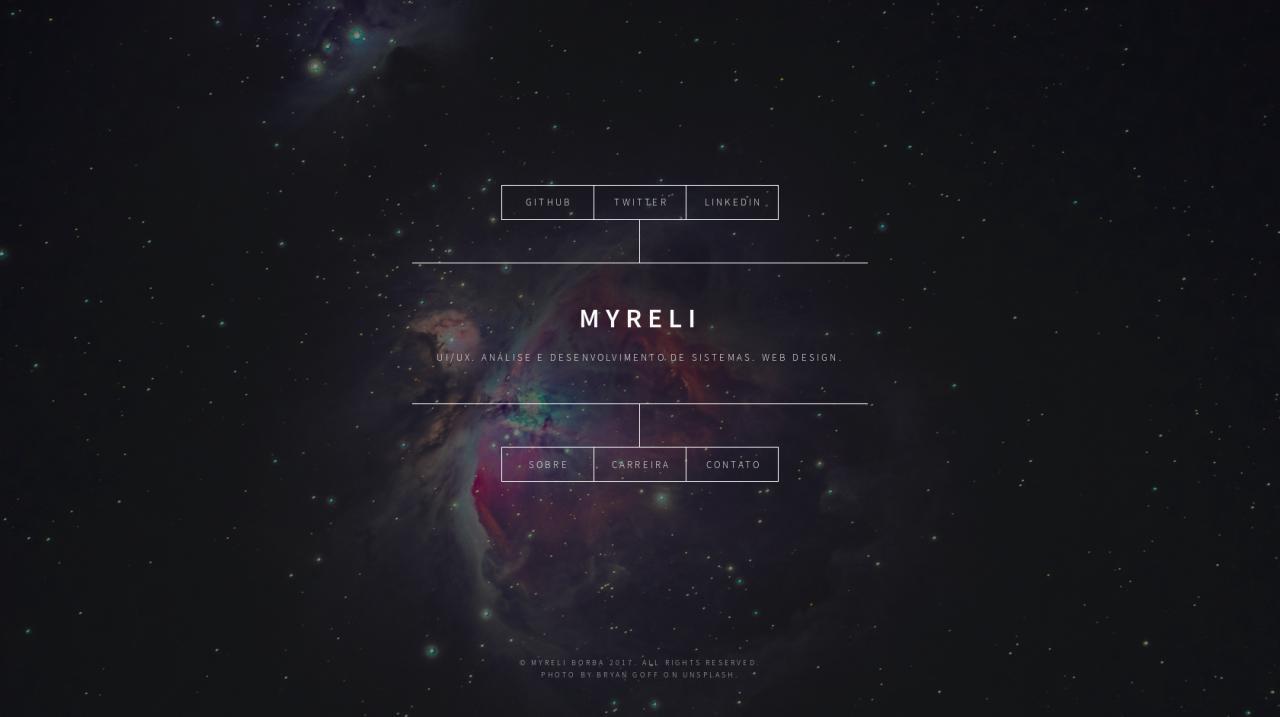 GITHUB TWITTER LINKEDIN
MYRELI
UI/UX. ANÁLISE E DESENVOLVIMENTO DE SISTEMAS. WEB DESIGN.
SOBRE CARREIRA CONTATO
© MYRELI BORBA 2017. ALL RIGHTS RESERVED.
PHOTO BY BRYAN GOFF ON UNSPLASH.